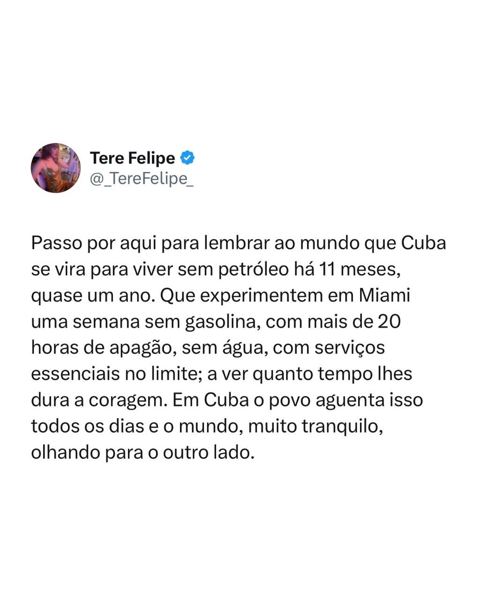 Tere Felipe
@_TereFelipe_
Passo por aqui para lembrar ao mundo que Cuba
se vira para viver sem petróleo há 11 meses,
quase um ano. Que experimentem em Miami
uma semana sem gasolina, com mais de 20
horas de apagão, sem água, com serviços
essenciais no limite; a ver quanto tempo lhes
dura a coragem. Em Cuba o povo aguenta isso
todos os dias e o mundo, muito tranquilo,
olhando para o outro lado.